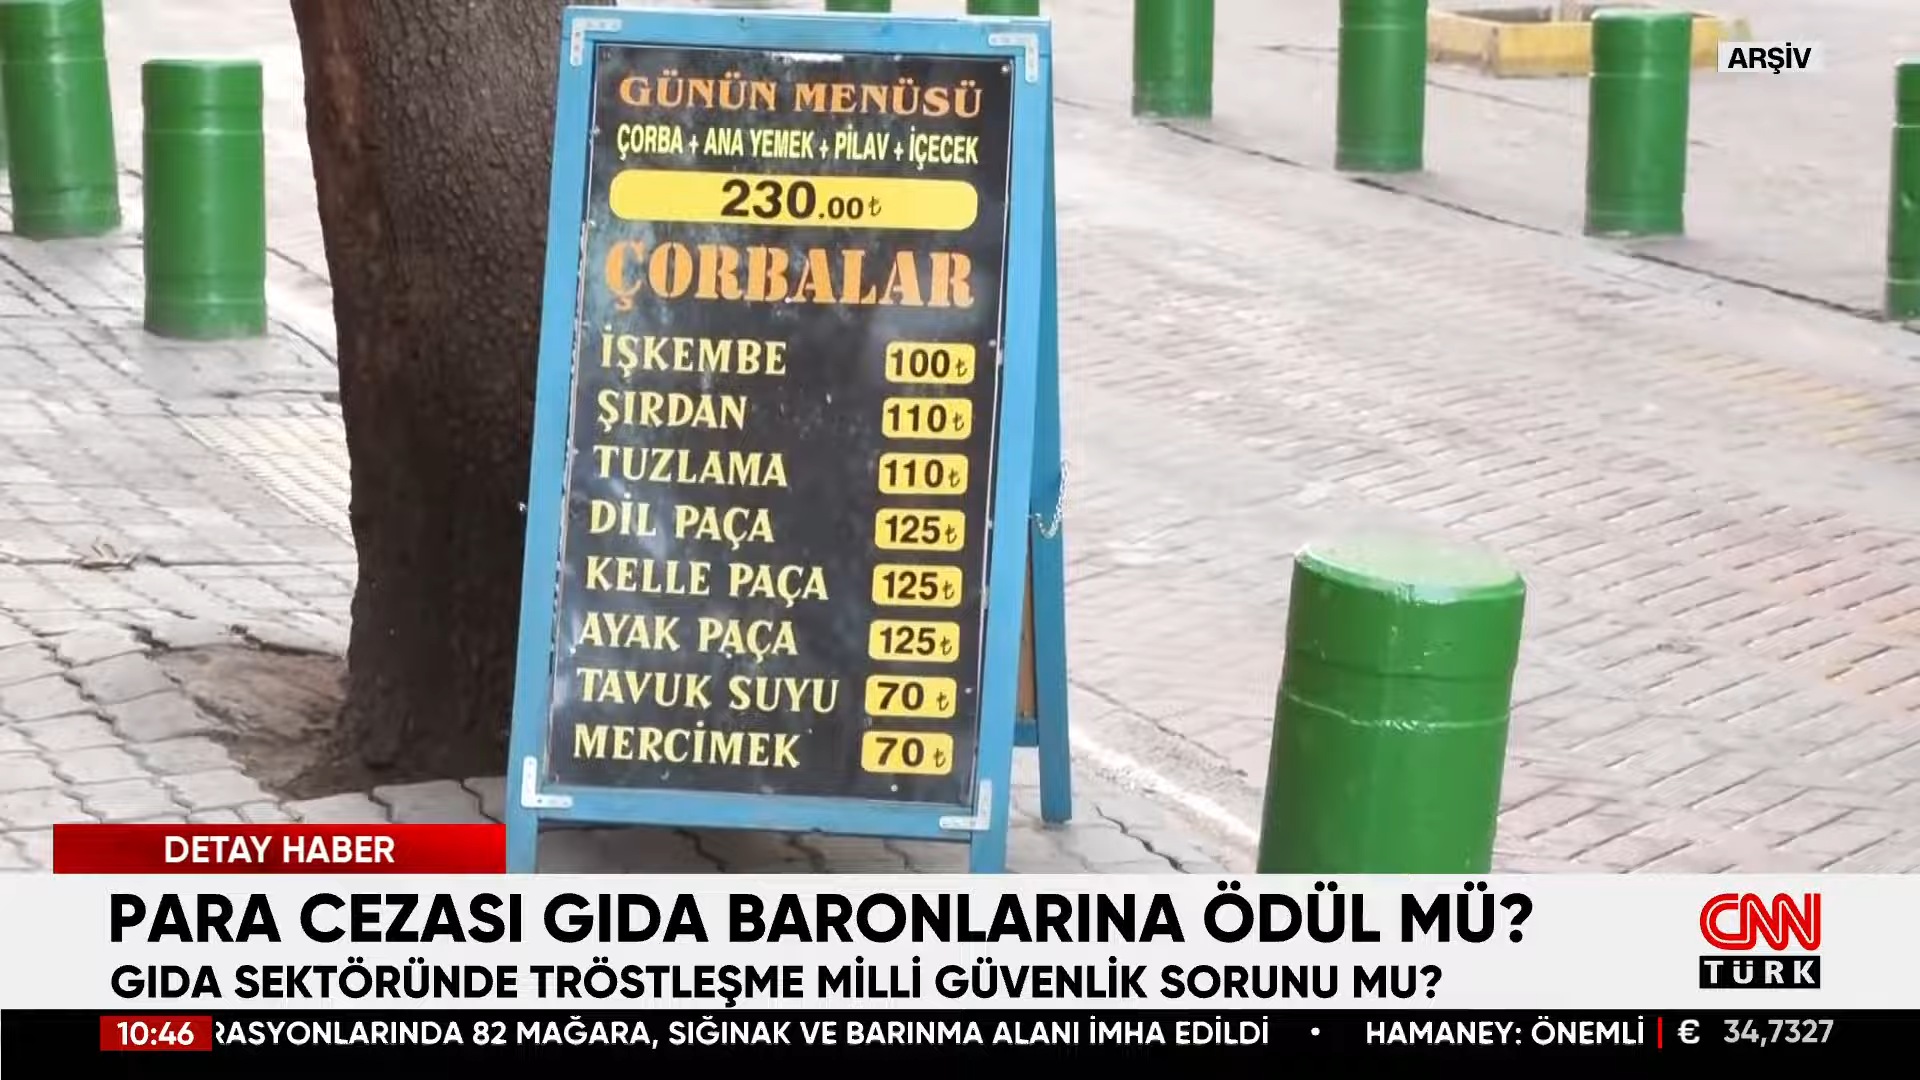 ARŞİV
GÜNÜN MENÜSÜ
ÇORBA + ANA YEMEK + PİLAV + İÇECEK
230.00₺
ÇORBALAR
İŞKEMBE 100₺
ŞIRDAN 110₺
TUZLAMA 110₺
DİL PAÇA 125₺
KELLE PAÇA 125₺
AYAK PAÇA 125₺
TAVUK SUYU 70 ₺
MERCİMEK 70 ₺
DETAY HABER
PARA CEZASI GIDA BARONLARINA ÖDÜL MÜ?
GIDA SEKTÖRÜNDE TRÖSTLEŞME MİLLİ GÜVENLİK SORUNU MU?
CNN
TÜRK
10:46 RASYONLARINDA 82 MAĞARA, SIĞINAK VE BARINMA ALANI İMHA EDİLDİ • HAMANEY: ÖNEMLİ | € 34,7327